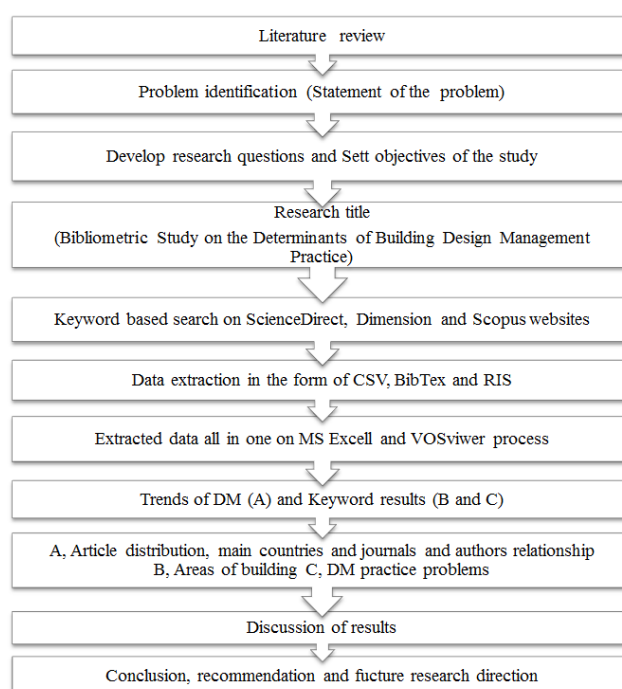 Literature review
Problem identification (Statement of the problem)
Develop research questions and Sett objectives of the study
Research title
(Bibliometric Study on the Determinants of Building Design Management
Practice)
Keyword based search on ScienceDirect, Dimension and Scopus websites
Data extraction in the form of CSV, BibTex and RIS
Extracted data all in one on MS Excell and VOSviwer process
Trends of DM (A) and Keyword results (B and C)
A, Article distribution, main countries and journals and authors relationship
B, Areas of building C, DM practice problems
Discussion of results
Conclusion, recommendation and fucture research direction